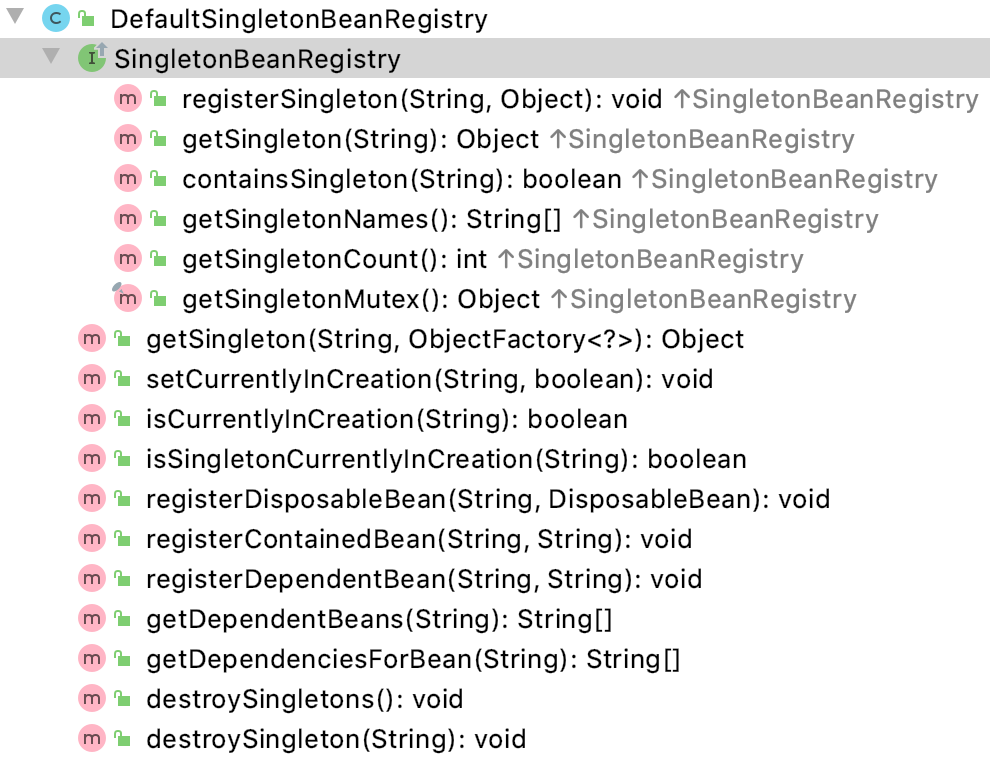 C DefaultSingletonBeanRegistry
I SingletonBeanRegistry
m registerSingleton(String, Object): void ↑SingletonBeanRegistry
m getSingleton(String): Object ↑SingletonBeanRegistry
m containsSingleton(String): boolean ↑SingletonBeanRegistry
m getSingletonNames(): String[] ↑SingletonBeanRegistry
m getSingletonCount(): int ↑SingletonBeanRegistry
m getSingletonMutex(): Object ↑SingletonBeanRegistry
m getSingleton(String, ObjectFactory<?>): Object
m setCurrentlyInCreation(String, boolean): void
m isCurrentlyInCreation(String): boolean
m isSingletonCurrentlyInCreation(String): boolean
m registerDisposableBean(String, DisposableBean): void
m registerContainedBean(String, String): void
m registerDependentBean(String, String): void
m getDependentBeans(String): String[]
m getDependenciesForBean(String): String[]
m destroySingletons(): void
m destroySingleton(String): void